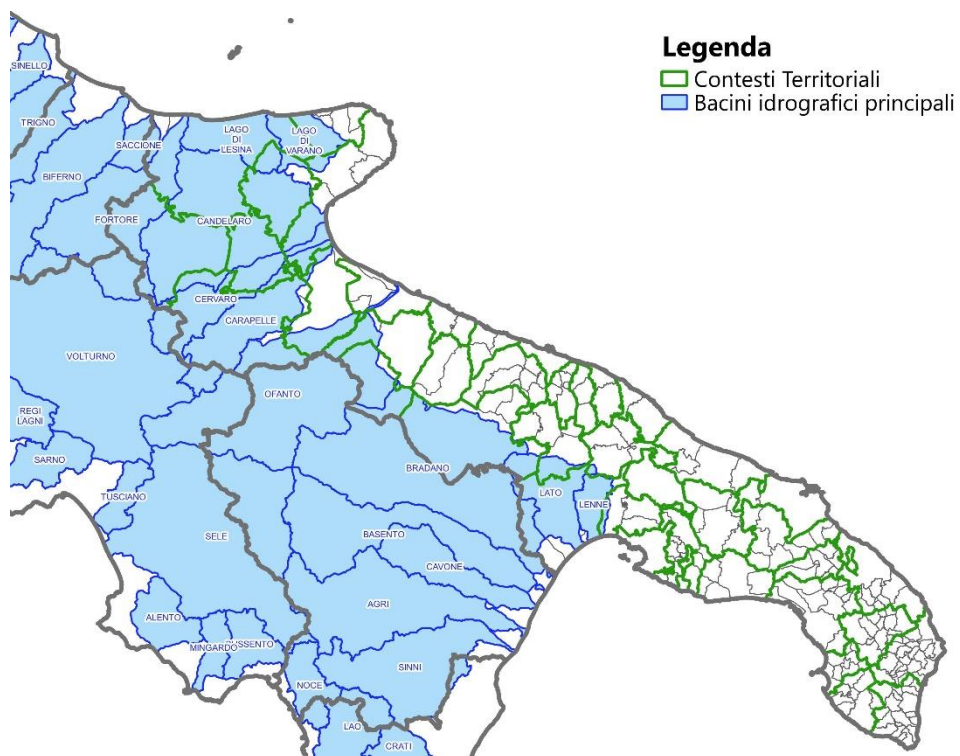 Legenda
Contesti Territoriali
Bacini idrografici principali
SINELLO
TRIGNO
SACCIONE
LAGO
DI
LESINA
LAGO
DI
VARANO
BIFERNO
FORTORE
CANDELARO
CERVARO
CARAPELLE
VOLTURNO
OFANTO
REGI
LAGNI
SARNO
BRADANO
TUSCIANO
LATO
LENNE
SELE
BASENTO
CAVONE
AGRI
ALENTO
MINGARDO
SINNI
NOCE
LAO
CRATI